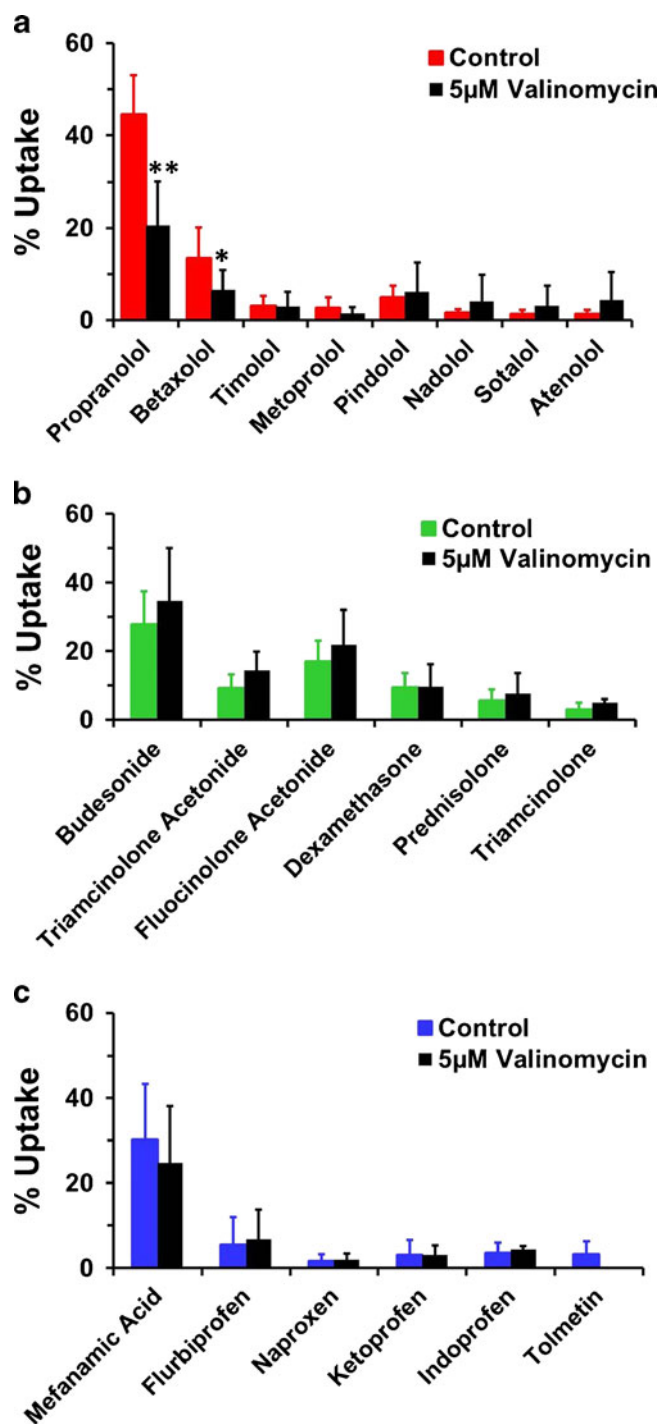 a
60
40
20
0
% Uptake
Control
5µM Valinomycin
**
*
Propranolol
Betaxolol
Timolol
Metoprolol
Pindolol
Nadolol
Sotalol
Atenolol
b
60
40
20
0
% Uptake
Control
5µM Valinomycin
Budesonide
Triamcinolone Acetonide
Fluocinolone Acetonide
Dexamethasone
Prednisolone
Triamcinolone
c
60
40
20
0
% Uptake
Control
5µM Valinomycin
Mefanamic Acid
Flurbiprofen
Naproxen
Ketoprofen
Indoprofen
Tolmetin